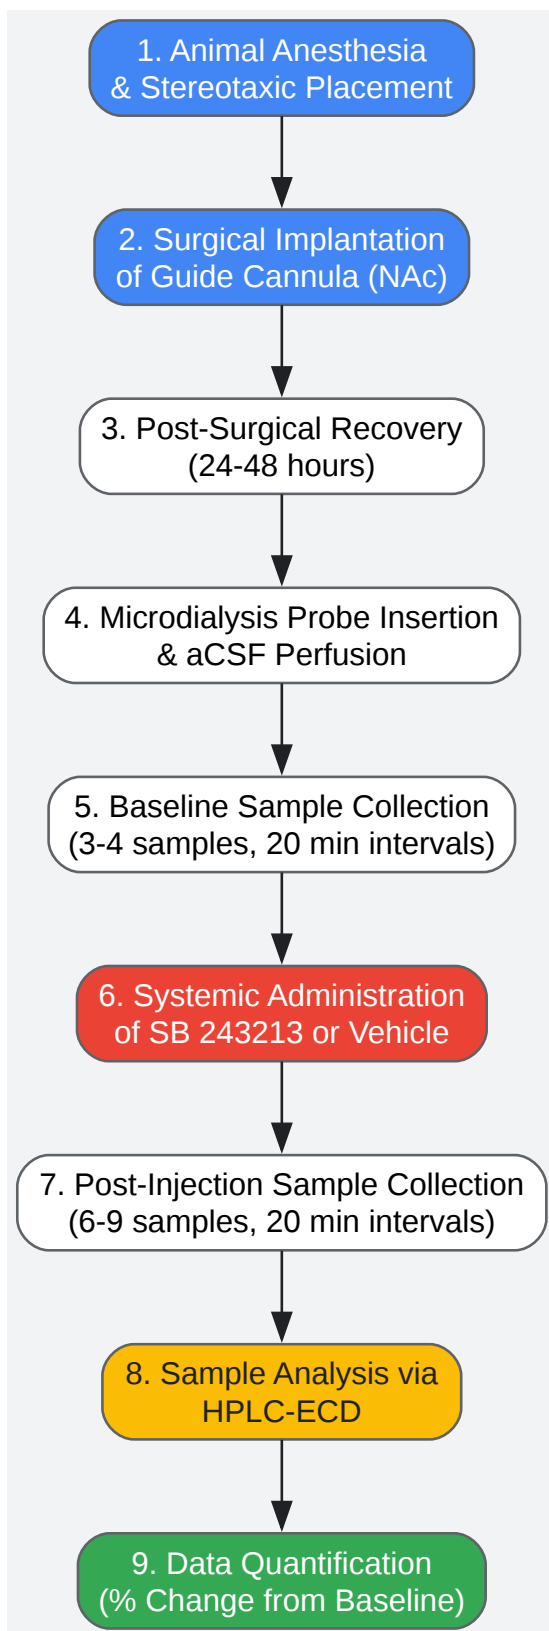 1. Animal Anesthesia
& Stereotaxic Placement
2. Surgical Implantation
of Guide Cannula (NAc)
3. Post-Surgical Recovery
(24-48 hours)
4. Microdialysis Probe Insertion
& aCSF Perfusion
5. Baseline Sample Collection
(3-4 samples, 20 min intervals)
6. Systemic Administration
of SB 243213 or Vehicle
7. Post-Injection Sample Collection
(6-9 samples, 20 min intervals)
8. Sample Analysis via
HPLC-ECD
9. Data Quantification
(% Change from Baseline)